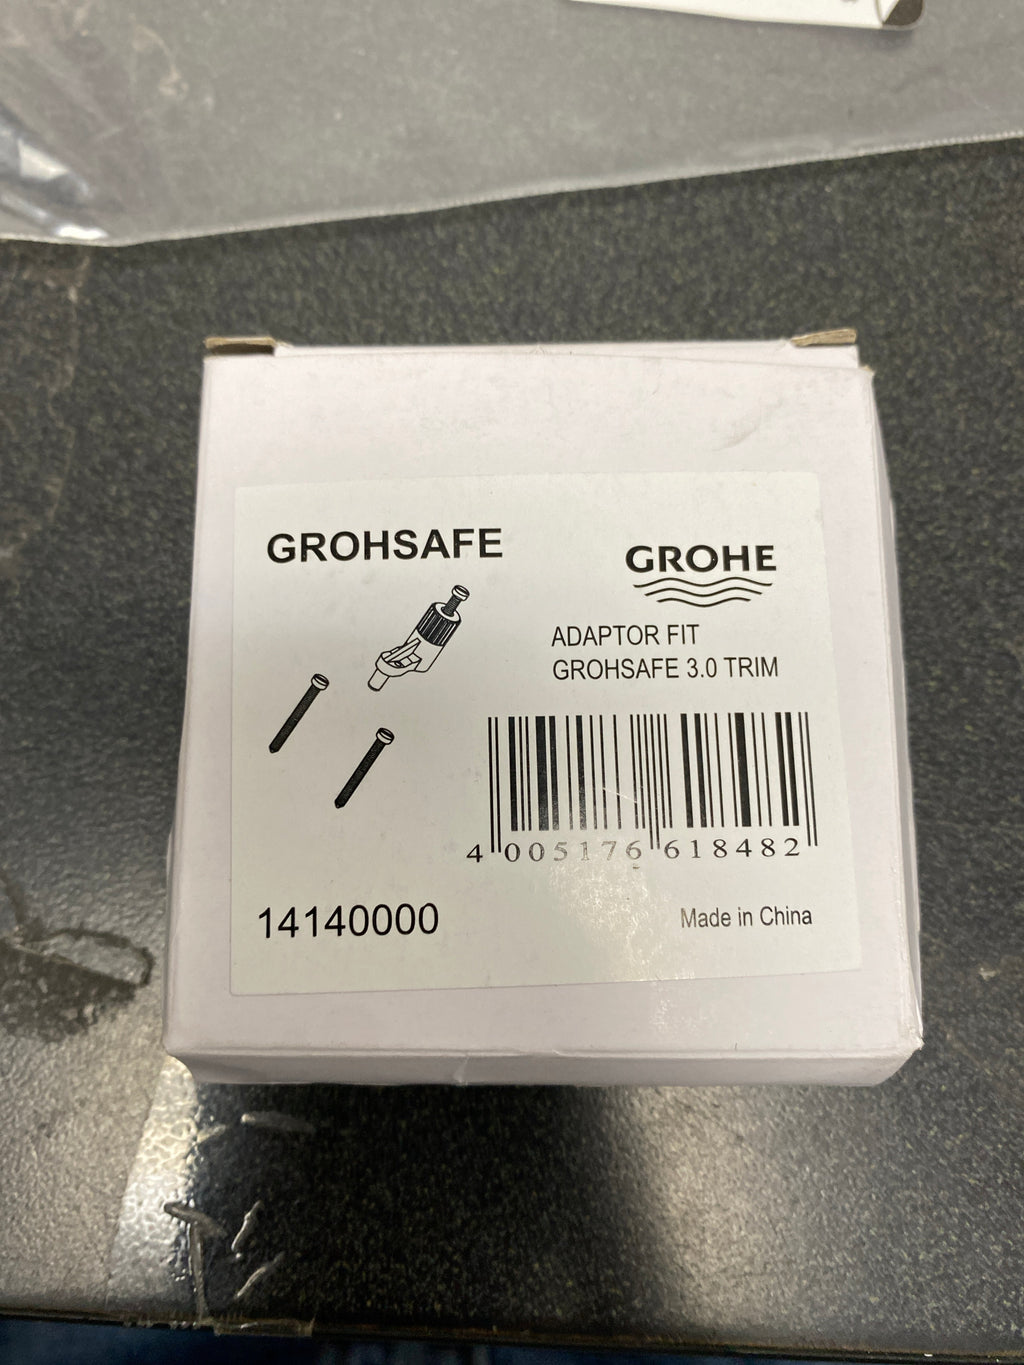 GROHSAFE
GROHE
ADAPTOR FIT
GROHSAFE 3.0 TRIM
4 005176 618482
14140000
Made in China